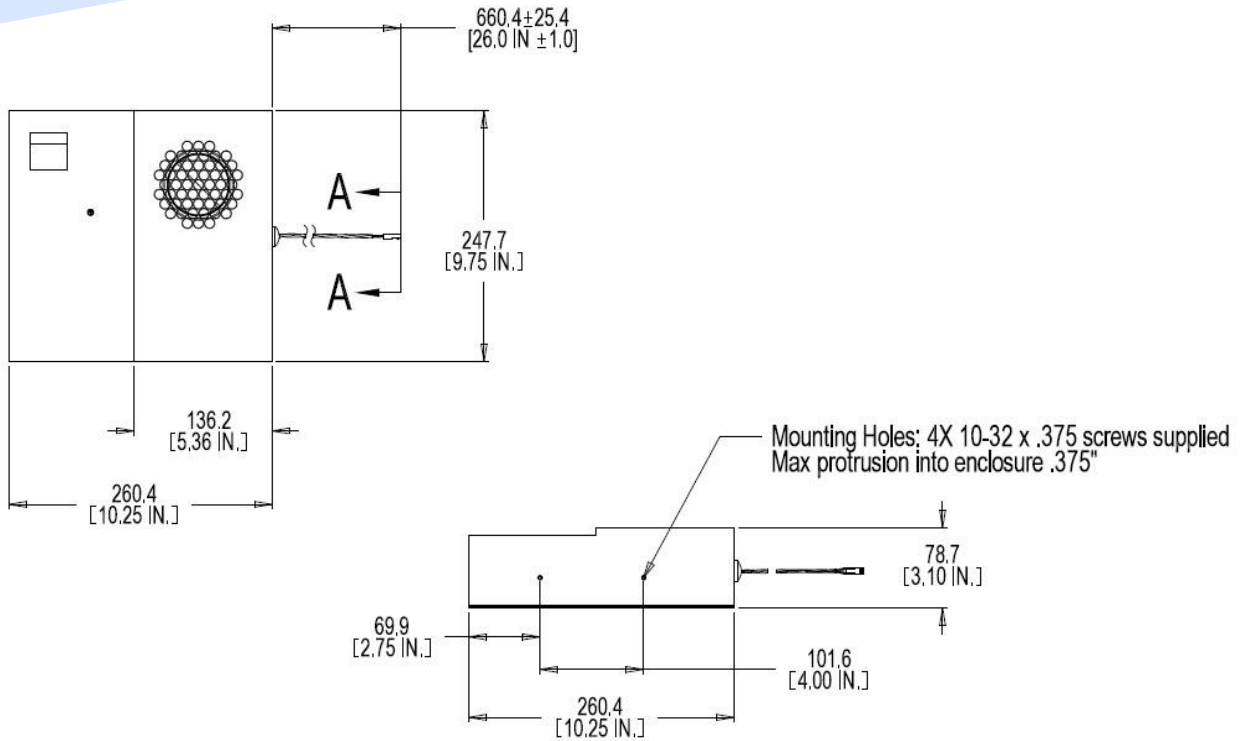 660.4±25.4
[26.0 IN ±1.0]
A
247.7
[9.75 IN.]
A
136.2
[5.36 IN.]
260.4
[10.25 IN.]
Mounting Holes: 4X 10-32 x .375 screws supplied
Max protrusion into enclosure .375"
78.7
[3.10 IN.]
69.9
[2.75 IN.]
101.6
[4.00 IN.]
260.4
[10.25 IN.]